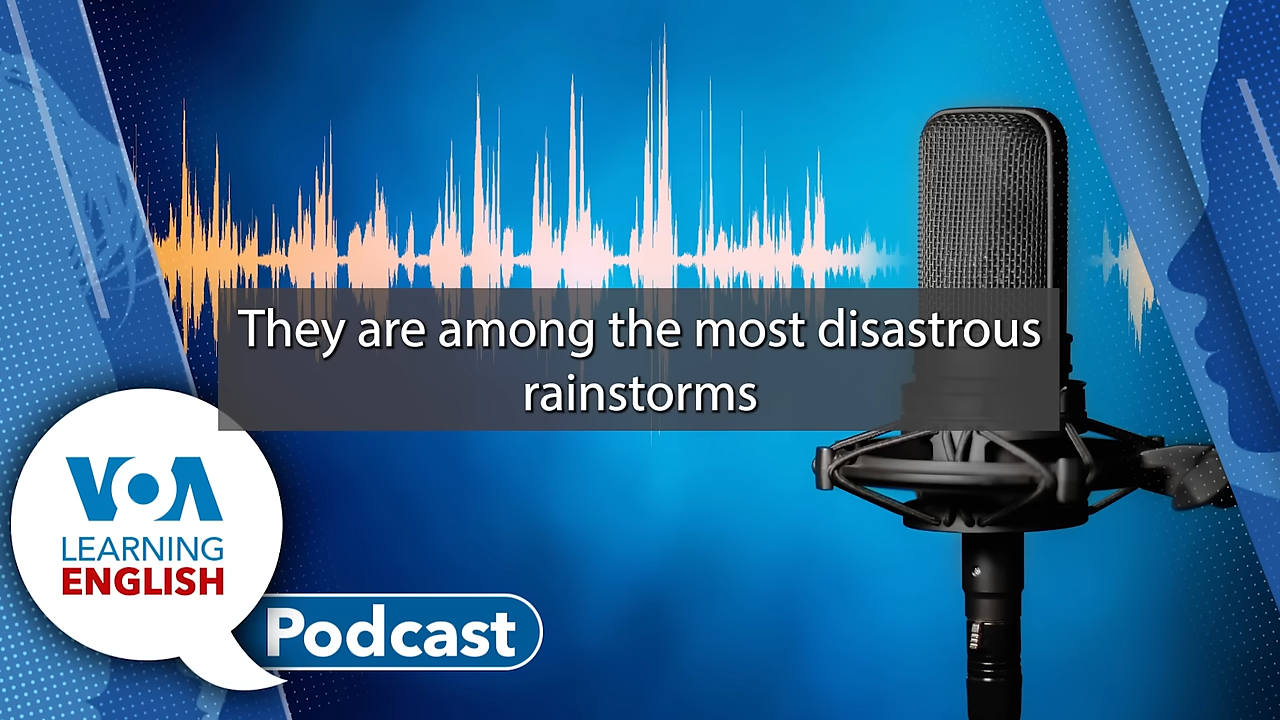 They are among the most disastrous
rainstorms
VOA
LEARNING
ENGLISH
Podcast